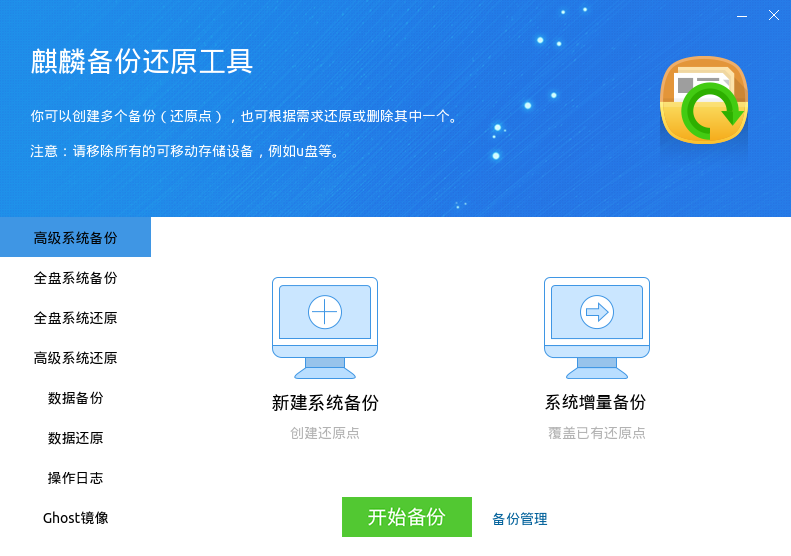 麒麟备份还原工具
你可以创建多个备份（还原点），也可根据需求还原或删除其中一个。
注意：请移除所有的可移动存储设备，例如u盘等。
高级系统备份
全盘系统备份
全盘系统还原
高级系统还原
数据备份
数据还原
操作日志
Ghost镜像
新建系统备份
创建还原点
系统增量备份
覆盖已有还原点
开始备份
备份管理